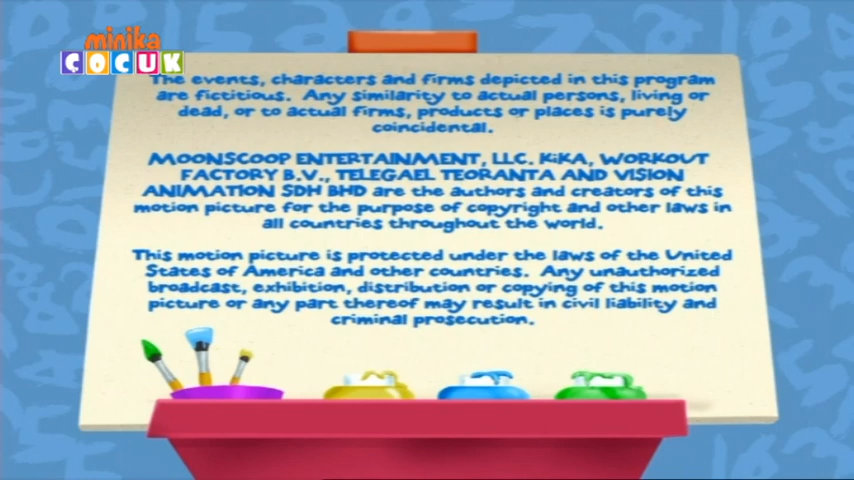 minika
ÇOCUK
The events, characters and firms depicted in this program
are fictitious. Any similarity to actual persons, living or
dead, or to actual firms, products or places is purely
coincidental.
MOONSCOOP ENTERTAINMENT, LLC. KiKA, WORKOUT
FACTORY B.V., TELEGAEL TEORANTA AND VISION
ANIMATION SDH BHD are the authors and creators of this
motion picture for the purpose of copyright and other laws in
all countries throughout the world.
This motion picture is protected under the laws of the United
States of America and other countries. Any unauthorized
broadcast, exhibition, distribution or copying of this motion
picture or any part thereof may result in civil liability and
criminal prosecution.